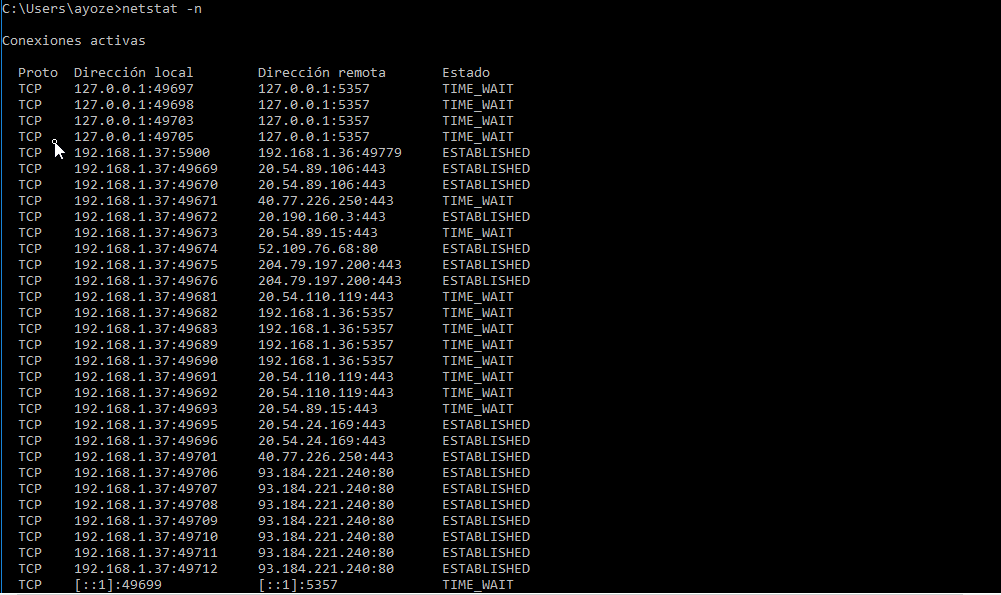 C:\Users\ayoze>netstat -n
Conexiones activas
Proto Dirección local Dirección remota Estado
TCP 127.0.0.1:49697 127.0.0.1:5357 TIME_WAIT
TCP 127.0.0.1:49698 127.0.0.1:5357 TIME_WAIT
TCP 127.0.0.1:49703 127.0.0.1:5357 TIME_WAIT
TCP 127.0.0.1:49705 127.0.0.1:5357 TIME_WAIT
TCP 192.168.1.37:5900 192.168.1.36:49779 ESTABLISHED
TCP 192.168.1.37:49669 20.54.89.106:443 ESTABLISHED
TCP 192.168.1.37:49670 20.54.89.106:443 ESTABLISHED
TCP 192.168.1.37:49671 40.77.226.250:443 TIME_WAIT
TCP 192.168.1.37:49672 20.190.160.3:443 ESTABLISHED
TCP 192.168.1.37:49673 20.54.89.15:443 TIME_WAIT
TCP 192.168.1.37:49674 52.109.76.68:80 ESTABLISHED
TCP 192.168.1.37:49675 204.79.197.200:443 ESTABLISHED
TCP 192.168.1.37:49676 204.79.197.200:443 ESTABLISHED
TCP 192.168.1.37:49681 20.54.110.119:443 TIME_WAIT
TCP 192.168.1.37:49682 192.168.1.36:5357 TIME_WAIT
TCP 192.168.1.37:49683 192.168.1.36:5357 TIME_WAIT
TCP 192.168.1.37:49689 192.168.1.36:5357 TIME_WAIT
TCP 192.168.1.37:49690 192.168.1.36:5357 TIME_WAIT
TCP 192.168.1.37:49691 20.54.110.119:443 TIME_WAIT
TCP 192.168.1.37:49692 20.54.110.119:443 TIME_WAIT
TCP 192.168.1.37:49693 20.54.89.15:443 TIME_WAIT
TCP 192.168.1.37:49695 20.54.24.169:443 ESTABLISHED
TCP 192.168.1.37:49696 20.54.24.169:443 ESTABLISHED
TCP 192.168.1.37:49701 40.77.226.250:443 ESTABLISHED
TCP 192.168.1.37:49706 93.184.221.240:80 ESTABLISHED
TCP 192.168.1.37:49707 93.184.221.240:80 ESTABLISHED
TCP 192.168.1.37:49708 93.184.221.240:80 ESTABLISHED
TCP 192.168.1.37:49709 93.184.221.240:80 ESTABLISHED
TCP 192.168.1.37:49710 93.184.221.240:80 ESTABLISHED
TCP 192.168.1.37:49711 93.184.221.240:80 ESTABLISHED
TCP 192.168.1.37:49712 93.184.221.240:80 ESTABLISHED
TCP [::1]:49699 [::1]:5357 TIME_WAIT